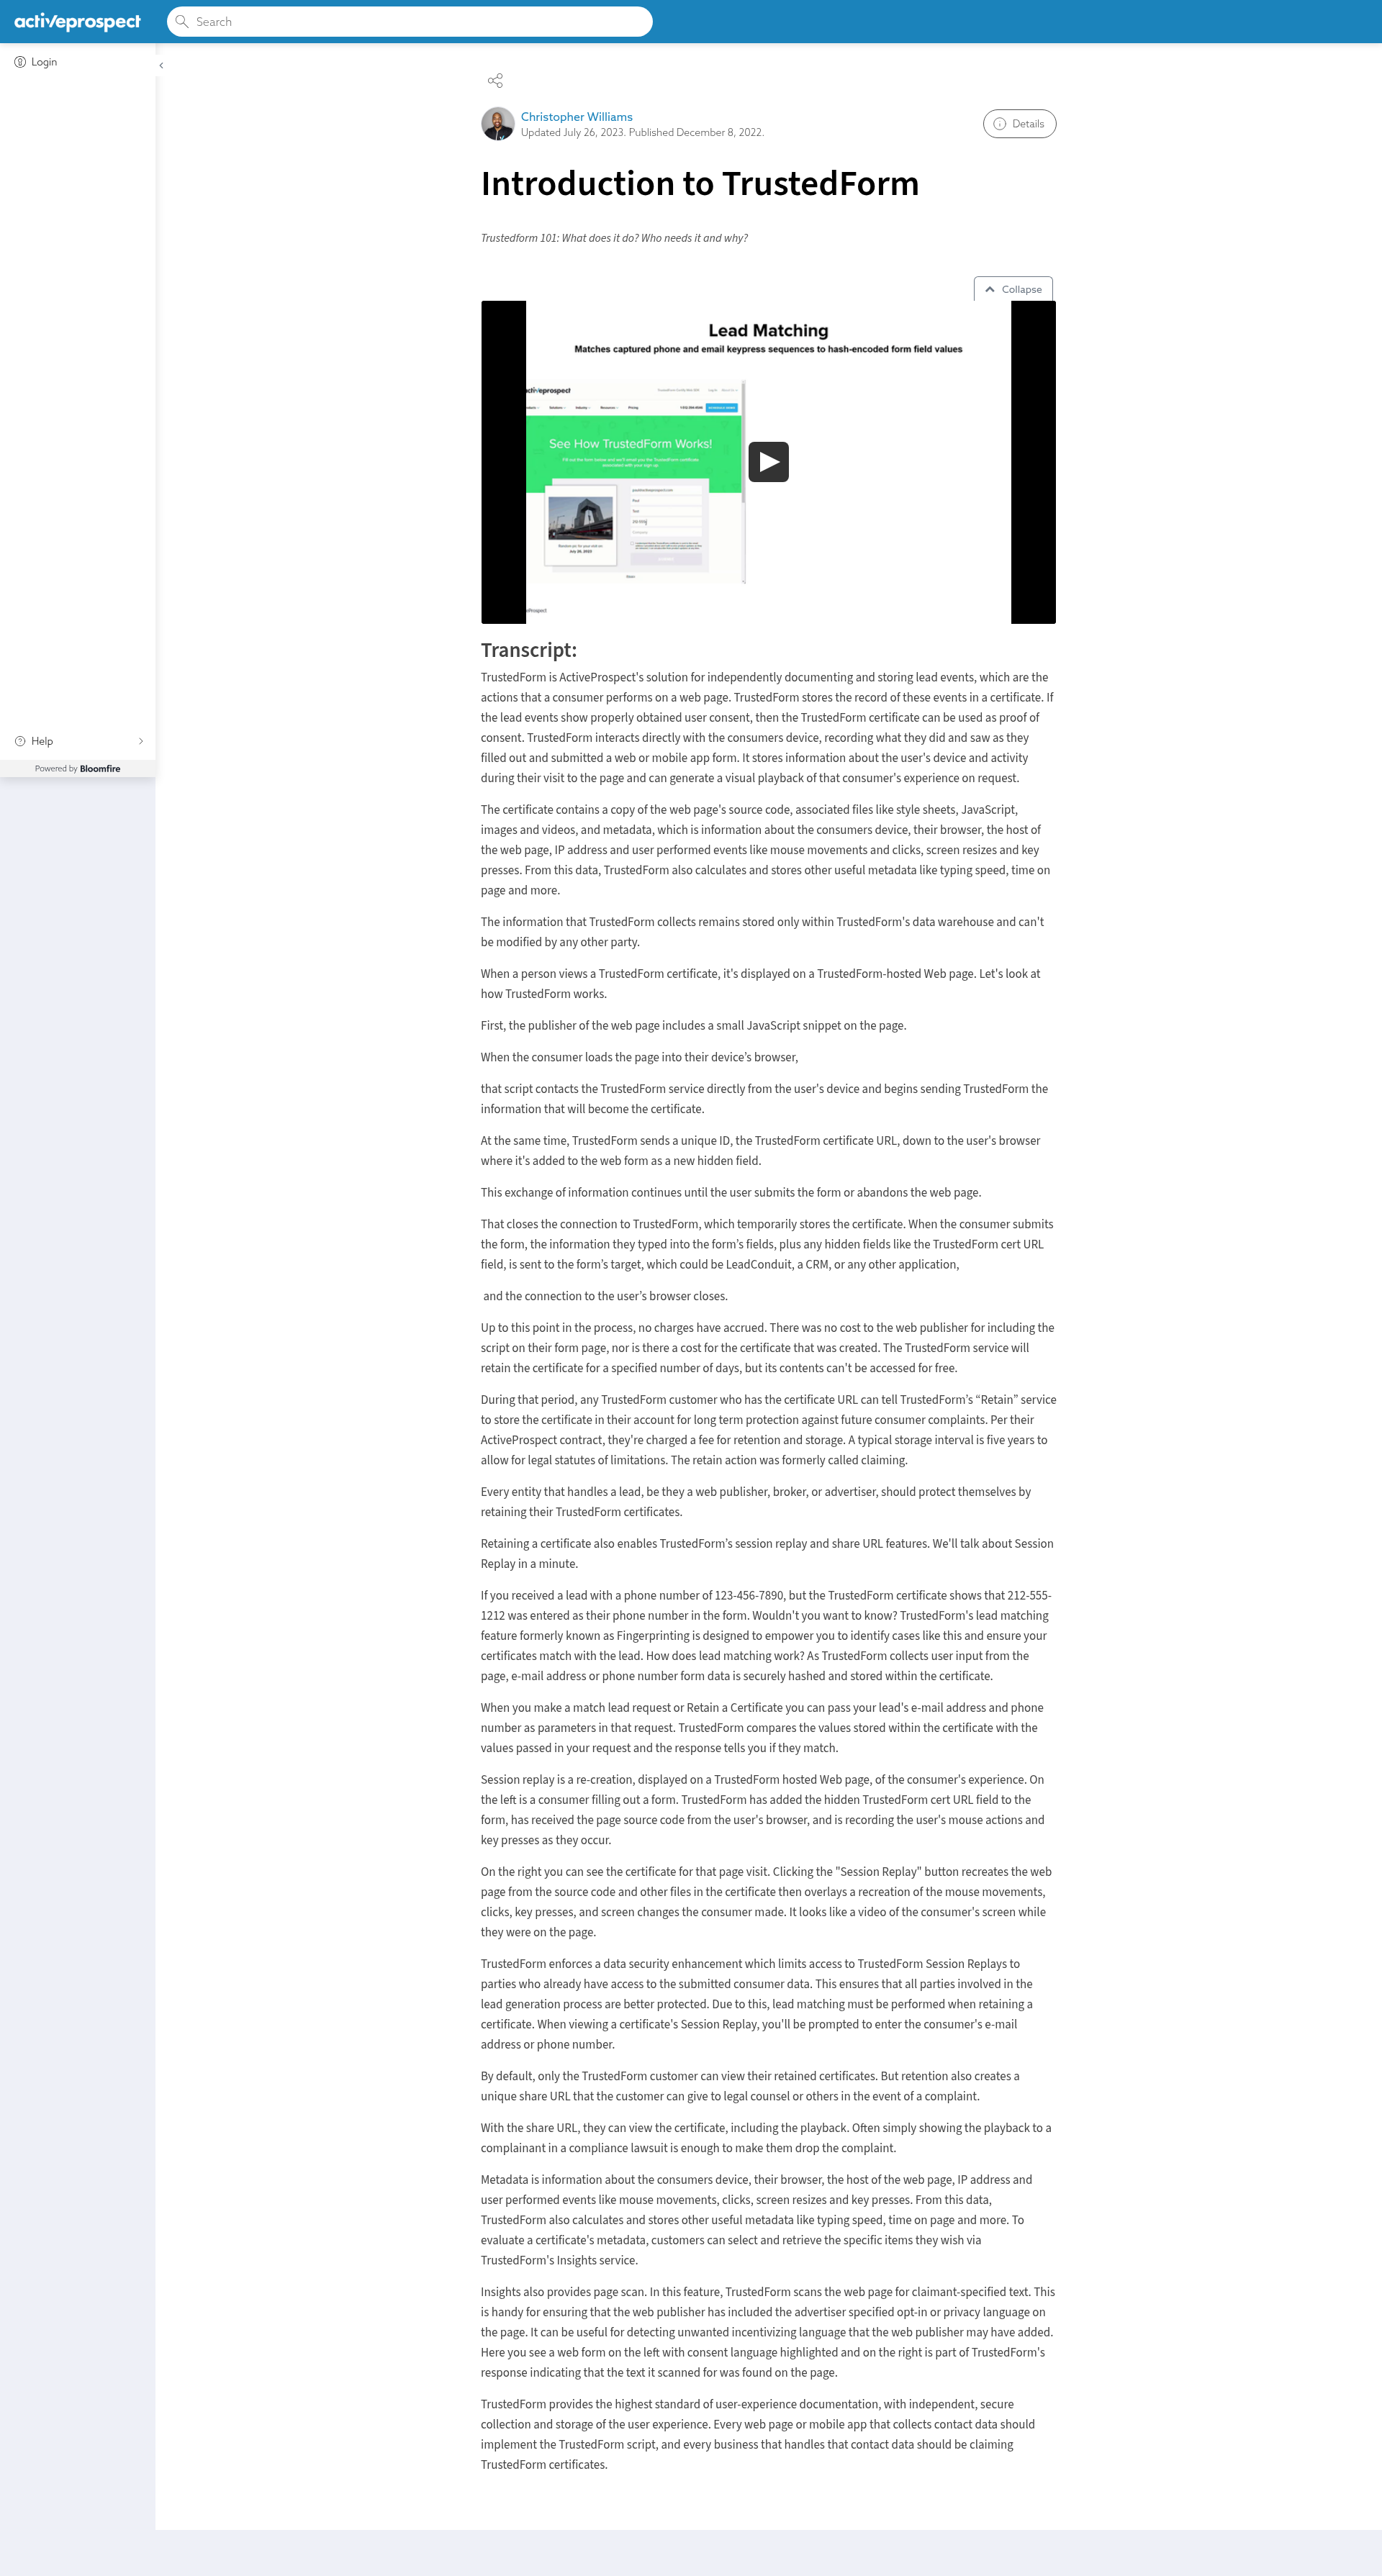 activeprospect
Search
Login
Christopher Williams
Updated July 26, 2023. Published December 8, 2022.
Details
Introduction to TrustedForm
Trustedform 101: What does it do? Who needs it and why?
Collapse
Lead Matching
Matches captured phone and email keypress sequences to hash-encoded form field values
activeprospect
Pricing
See How TrustedForm Works!
Transcript:
TrustedForm is ActiveProspect's solution for independently documenting and storing lead events, which are the
actions that a consumer performs on a web page. TrustedForm stores the record of these events in a certificate. If
the lead events show properly obtained user consent, then the TrustedForm certificate can be used as proof of
consent. TrustedForm interacts directly with the consumers device, recording what they did and saw as they
filled out and submitted a web or mobile app form. It stores information about the user's device and activity
during their visit to the page and can generate a visual playback of that consumer's experience on request.
The certificate contains a copy of the web page's source code, associated files like style sheets, JavaScript,
images and videos, and metadata, which is information about the consumers device, their browser, the host of
the web page, IP address and user performed events like mouse movements and clicks, screen resizes and key
presses. From this data, TrustedForm also calculates and stores other useful metadata like typing speed, time on
page and more.
The information that TrustedForm collects remains stored only within TrustedForm's data warehouse and can't
be modified by any other party.
When a person views a TrustedForm certificate, it's displayed on a TrustedForm-hosted Web page. Let's look at
how TrustedForm works.
First, the publisher of the web page includes a small JavaScript snippet on the page.
When the consumer loads the page into their device’s browser,
that script contacts the TrustedForm service directly from the user's device and begins sending TrustedForm the
information that will become the certificate.
At the same time, TrustedForm sends a unique ID, the TrustedForm certificate URL, down to the user's browser
where it's added to the web form as a new hidden field.
This exchange of information continues until the user submits the form or abandons the web page.
That closes the connection to TrustedForm, which temporarily stores the certificate. When the consumer submits
the form, the information they typed into the form’s fields, plus any hidden fields like the TrustedForm cert URL
field, is sent to the form’s target, which could be LeadConduit, a CRM, or any other application,
and the connection to the user’s browser closes.
Help
Powered by Bloomfire
Up to this point in the process, no charges have accrued. There was no cost to the web publisher for including the
script on their form page, nor is there a cost for the certificate that was created. The TrustedForm service will
retain the certificate for a specified number of days, but its contents can't be accessed for free.
During that period, any TrustedForm customer who has the certificate URL can tell TrustedForm’s “Retain” service
to store the certificate in their account for long term protection against future consumer complaints. Per their
ActiveProspect contract, they're charged a fee for retention and storage. A typical storage interval is five years to
allow for legal statutes of limitations. The retain action was formerly called claiming.
Every entity that handles a lead, be they a web publisher, broker, or advertiser, should protect themselves by
retaining their TrustedForm certificates.
Retaining a certificate also enables TrustedForm’s session replay and share URL features. We'll talk about Session
Replay in a minute.
If you received a lead with a phone number of 123-456-7890, but the TrustedForm certificate shows that 212-555-
1212 was entered as their phone number in the form. Wouldn't you want to know? TrustedForm's lead matching
feature formerly known as Fingerprinting is designed to empower you to identify cases like this and ensure your
certificates match with the lead. How does lead matching work? As TrustedForm collects user input from the
page, e-mail address or phone number form data is securely hashed and stored within the certificate.
When you make a match lead request or Retain a Certificate you can pass your lead's e-mail address and phone
number as parameters in that request. TrustedForm compares the values stored within the certificate with the
values passed in your request and the response tells you if they match.
Session replay is a re-creation, displayed on a TrustedForm hosted Web page, of the consumer's experience. On
the left is a consumer filling out a form. TrustedForm has added the hidden TrustedForm cert URL field to the
form, has received the page source code from the user's browser, and is recording the user's mouse actions and
key presses as they occur.
On the right you can see the certificate for that page visit. Clicking the "Session Replay" button recreates the web
page from the source code and other files in the certificate then overlays a recreation of the mouse movements,
clicks, key presses, and screen changes the consumer made. It looks like a video of the consumer's screen while
they were on the page.
TrustedForm enforces a data security enhancement which limits access to TrustedForm Session Replays to
parties who already have access to the submitted consumer data. This ensures that all parties involved in the
lead generation process are better protected. Due to this, lead matching must be performed when retaining a
certificate. When viewing a certificate's Session Replay, you'll be prompted to enter the consumer's e-mail
address or phone number.
By default, only the TrustedForm customer can view their retained certificates. But retention also creates a
unique share URL that the customer can give to legal counsel or others in the event of a complaint.
With the share URL, they can view the certificate, including the playback. Often simply showing the playback to a
complainant in a compliance lawsuit is enough to make them drop the complaint.
Metadata is information about the consumers device, their browser, the host of the web page, IP address and
user performed events like mouse movements, clicks, screen resizes and key presses. From this data,
TrustedForm also calculates and stores other useful metadata like typing speed, time on page and more. To
evaluate a certificate's metadata, customers can select and retrieve the specific items they wish via
TrustedForm's Insights service.
Insights also provides page scan. In this feature, TrustedForm scans the web page for claimant-specified text. This
is handy for ensuring that the web publisher has included the advertiser specified opt-in or privacy language on
the page. It can be useful for detecting unwanted incentivizing language that the web publisher may have added.
Here you see a web form on the left with consent language highlighted and on the right is part of TrustedForm's
response indicating that the text it scanned for was found on the page.
TrustedForm provides the highest standard of user-experience documentation, with independent, secure
collection and storage of the user experience. Every web page or mobile app that collects contact data should
implement the TrustedForm script, and every business that handles that contact data should be claiming
TrustedForm certificates.